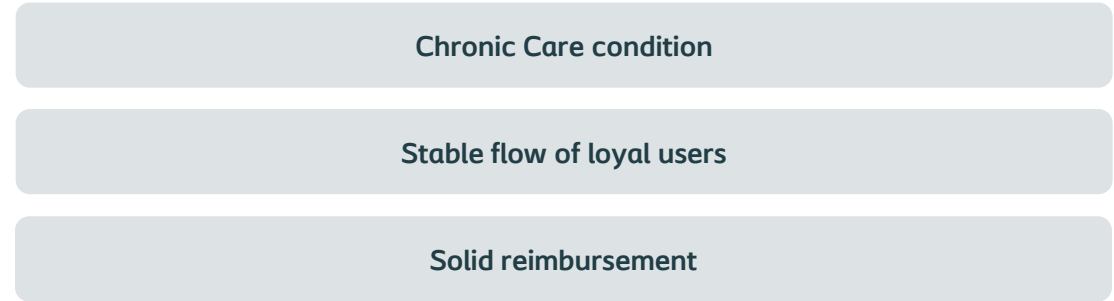 Chronic Care condition
Stable flow of loyal users
Solid reimbursement